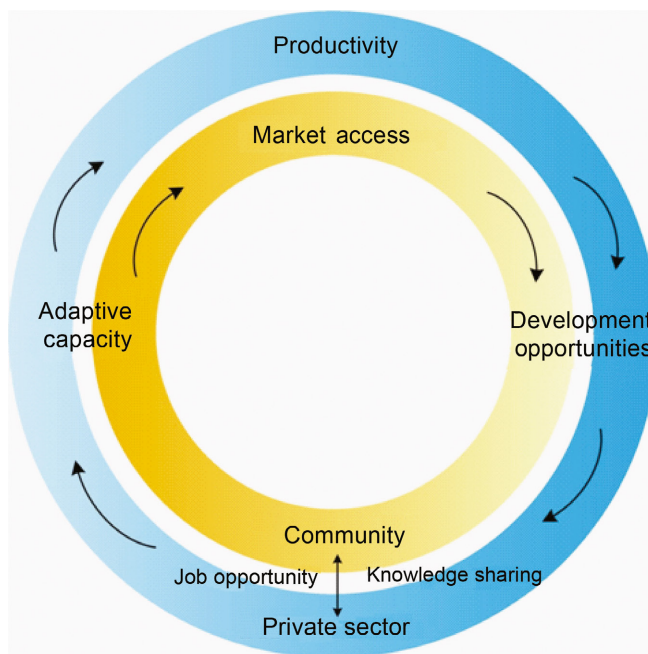 Productivity
Market access
Adaptive
capacity
Development
opportunities
Community
Job opportunity
Knowledge sharing
Private sector